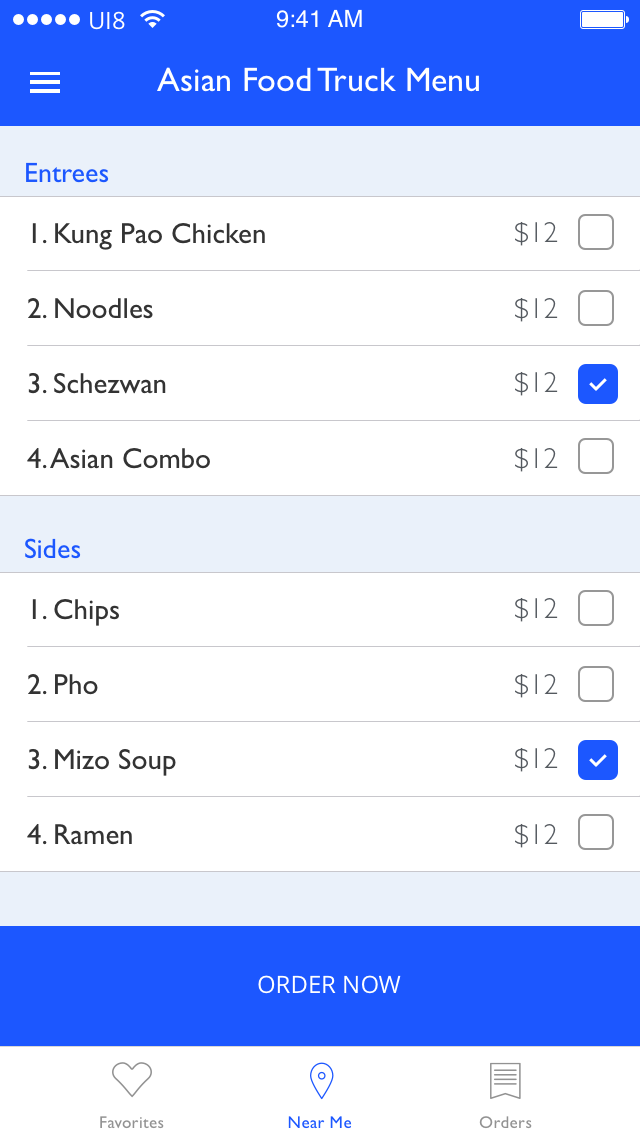 UI8 9:41 AM
Asian Food Truck Menu
Entrees
1. Kung Pao Chicken $12
2. Noodles $12
3. Schezwan $12
4. Asian Combo $12
Sides
1. Chips $12
2. Pho $12
3. Mizo Soup $12
4. Ramen $12
ORDER NOW
Favorites Near Me Orders